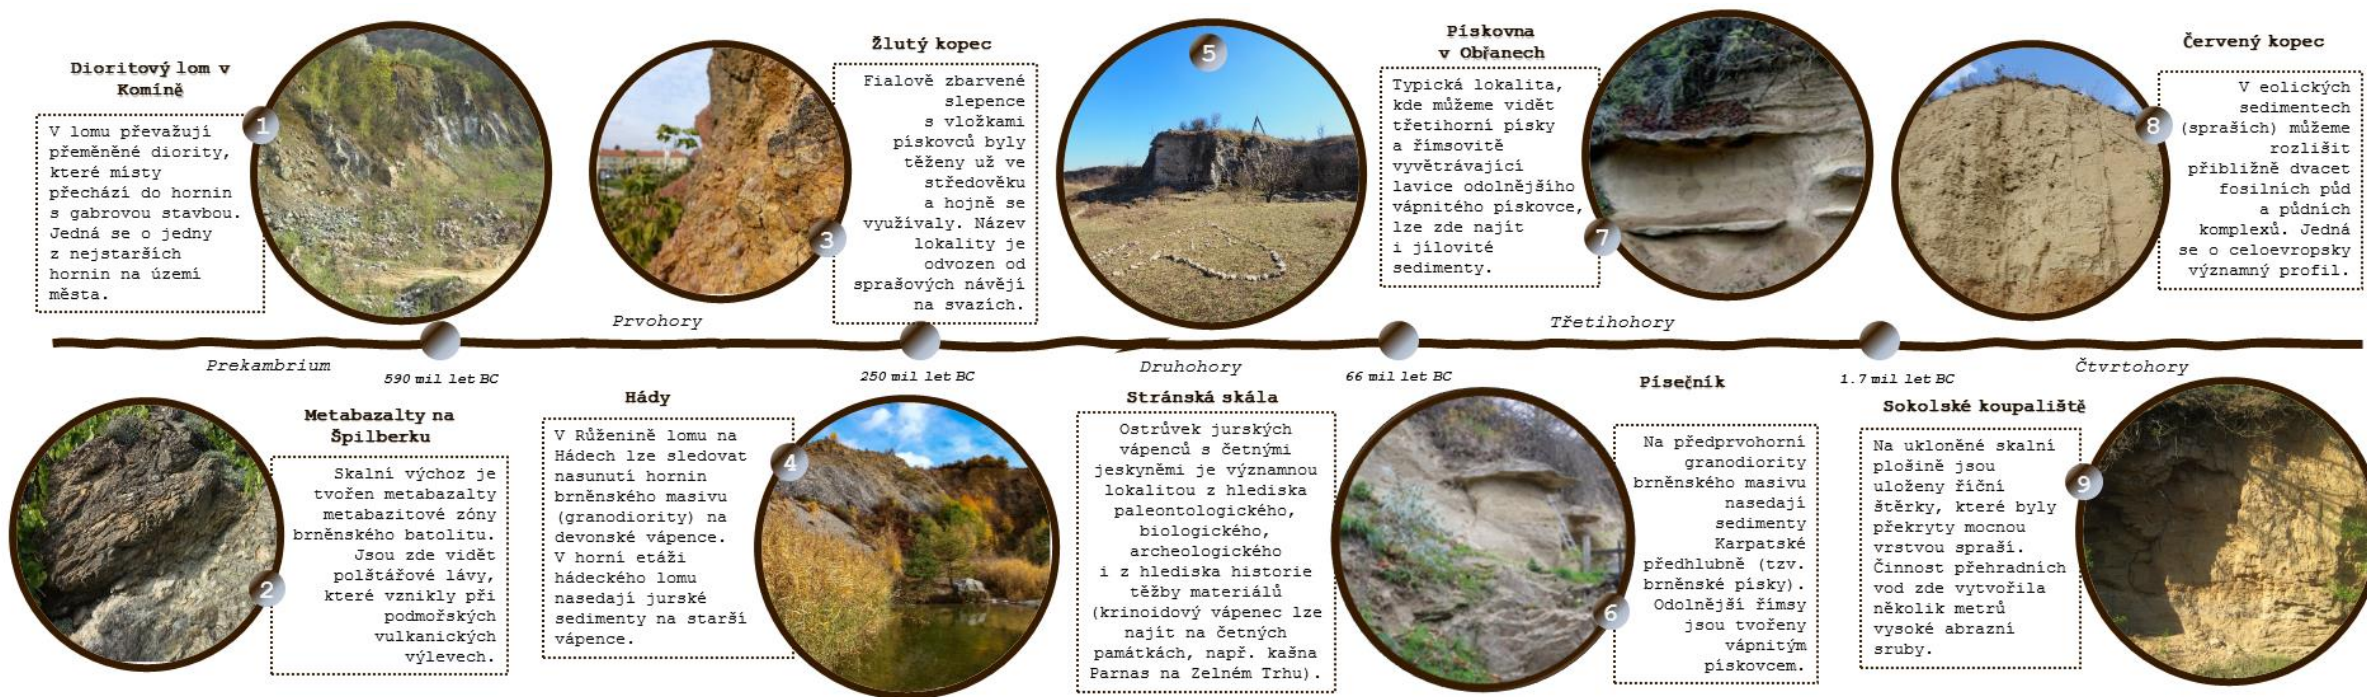 Dioritový lom v
Komíně
1
V lomu převažují
přeměněné diority,
které místy
přechází do hornin
s gabrovou stavbou.
Jedná se o jedny
z nejstarších
hornin na území
města.
3
Žlutý kopec
Fialově zbarvené
slepence
s vložkami
pískovců byly
těženy už ve
středověku
a hojně se
využívaly. Název
lokality je
odvozen od
sprašových návějí
na svazích.
5
Pískovna
v Obřanech
Typická lokalita,
kde můžeme vidět
třetihorní písky
a římsovitě
vyvětrávající
lavice odolnějšího
vápnitého pískovce,
lze zde najít
i jílovité
sedimenty.
7
Červený kopec
8
V eolických
sedimentech
(spraších) můžeme
rozlišit
přibližně dvacet
fosilních půd
a půdních
komplexů. Jedná
se o celoevropsky
významný profil.
Prekambrium
590 mil let BC
Prvohory
250 mil let BC
Druhohory
66 mil let BC
Třetihohory
1.7 mil let BC
Čtvrtohory
Metabazalty na
Špilberku
2
Skalní výchoz je
tvořen metabazalty
metabazitové zóny
brněnského batolitu.
Jsou zde vidět
polštářové lávy,
které vznikly při
podmořských
vulkanických
výlevech.
Hády
V Růženině lomu na
Hádech lze sledovat
nasunutí hornin
brněnského masivu
(granodiority) na
devonské vápence.
V horní etáži
hádeckého lomu
nasedají jurské
sedimenty na starší
vápence.
4
Stránská skála
Ostrůvek jurských
vápenců s četnými
jeskyněmi je významnou
lokalitou z hlediska
paleontologického,
biologického,
archeologického
i z hlediska historie
těžby materiálů
(krinoidový vápenec lze
najít na četných
památkách, např. kašna
Parnas na Zelném Trhu).
Písečník
6
Na předprvohorní
granodiority
brněnského masivu
nasedají
sedimenty
Karpatské
předhlubně (tzv.
brněnské písky).
Odolnější římsy
jsou tvořeny
vápnitým
pískovcem.
Sokolské koupaliště
Na ukloněné skalní
plošině jsou
uloženy říční
štěrky, které byly
překryty mocnou
vrstvou spraší.
Činnost přehradních
vod zde vytvořila
několik metrů
vysoké abrazní
sruby.
9